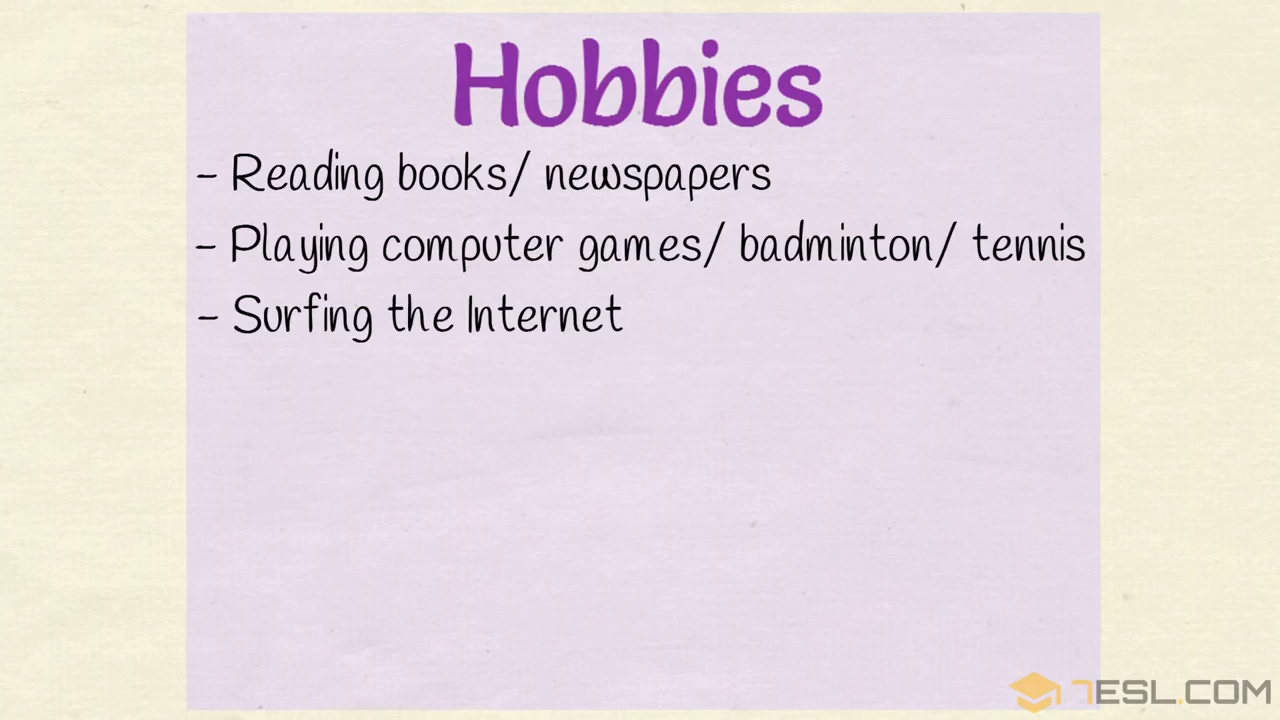 Hobbies
- Reading books/ newspapers
- Playing computer games/ badminton/ tennis
- Surfing the Internet
7ESL.COM